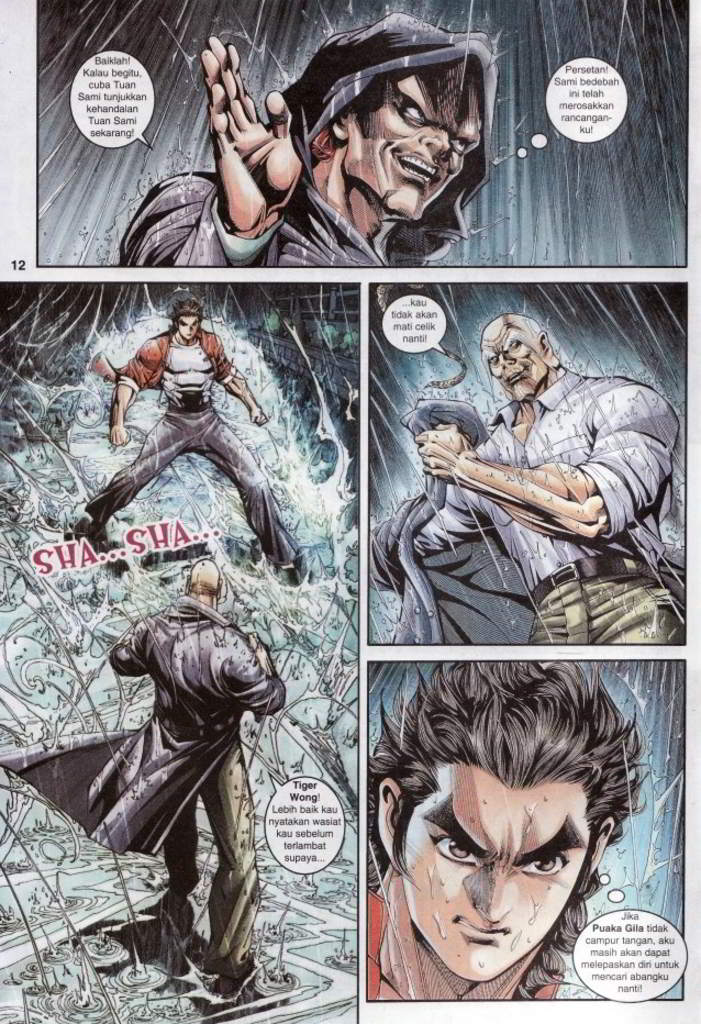 Baiklah!
Kalau begitu,
cuba Tuan
Sami tunjukkan
kehandalan
Tuan Sami
sekarang!
Persetan!
Sami bedebah
ini telah
merosakkan
rancangan-
ku!
12
SHA...SHA...
Tiger
Wong!
Lebih baik kau
nyatakan wasiat
kau sebelum
terlambat
supaya...
...kau
tidak akan
mati celik
nanti!
Jika
Puaka Gila tidak
campur tangan, aku
masih akan dapat
melepaskan diri untuk
mencari abangku
nanti!